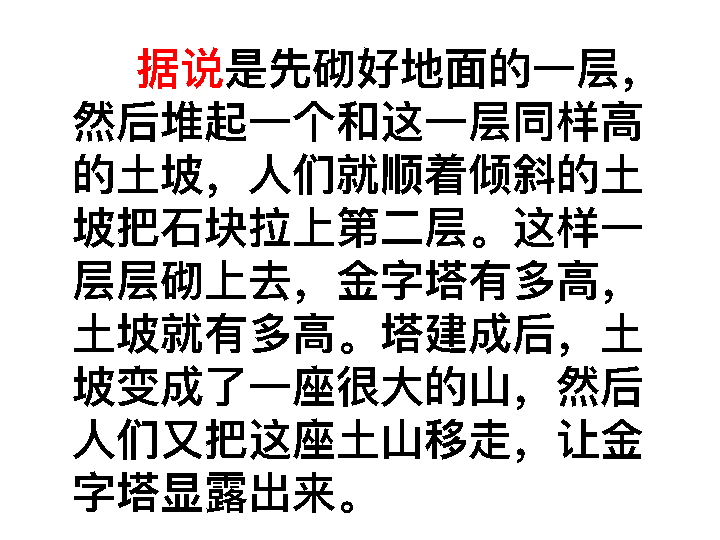 据说是先砌好地面的一层，
然后堆起一个和这一层同样高
的土坡，人们就顺着倾斜的土
坡把石块拉上第二层。这样一
层层砌上去，金字塔有多高，
土坡就有多高。塔建成后，土
坡变成了一座很大的山，然后
人们又把这座土山移走，让金
字塔显露出来。